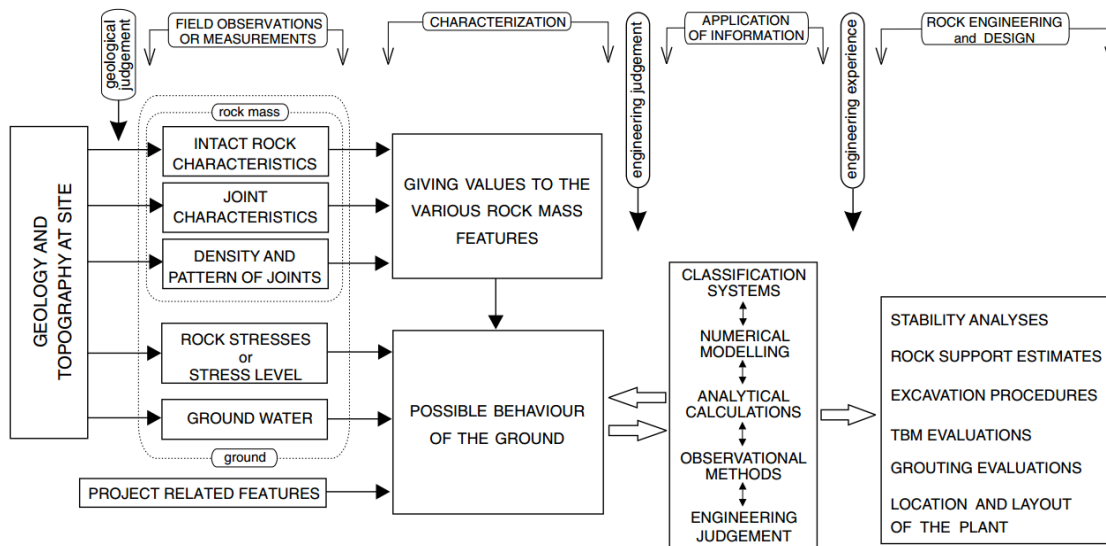 geological
judgement
FIELD OBSERVATIONS
OR MEASUREMENTS
CHARACTERIZATION
engineering judgement
APPLICATION
OF INFORMATION
engineering experience
ROCK ENGINEERING
and DESIGN
GEOLOGY AND
TOPOGRAPHY AT SITE
rock mass
INTACT ROCK
CHARACTERISTICS
JOINT
CHARACTERISTICS
DENSITY AND
PATTERN OF JOINTS
ROCK STRESSES
or
STRESS LEVEL
GROUND WATER
ground
PROJECT RELATED FEATURES
GIVING VALUES TO THE
VARIOUS ROCK MASS
FEATURES
POSSIBLE BEHAVIOUR
OF THE GROUND
CLASSIFICATION
SYSTEMS
NUMERICAL
MODELLING
ANALYTICAL
CALCULATIONS
OBSERVATIONAL
METHODS
ENGINEERING
JUDGEMENT
STABILITY ANALYSES
ROCK SUPPORT ESTIMATES
EXCAVATION PROCEDURES
TBM EVALUATIONS
GROUTING EVALUATIONS
LOCATION AND LAYOUT
OF THE PLANT